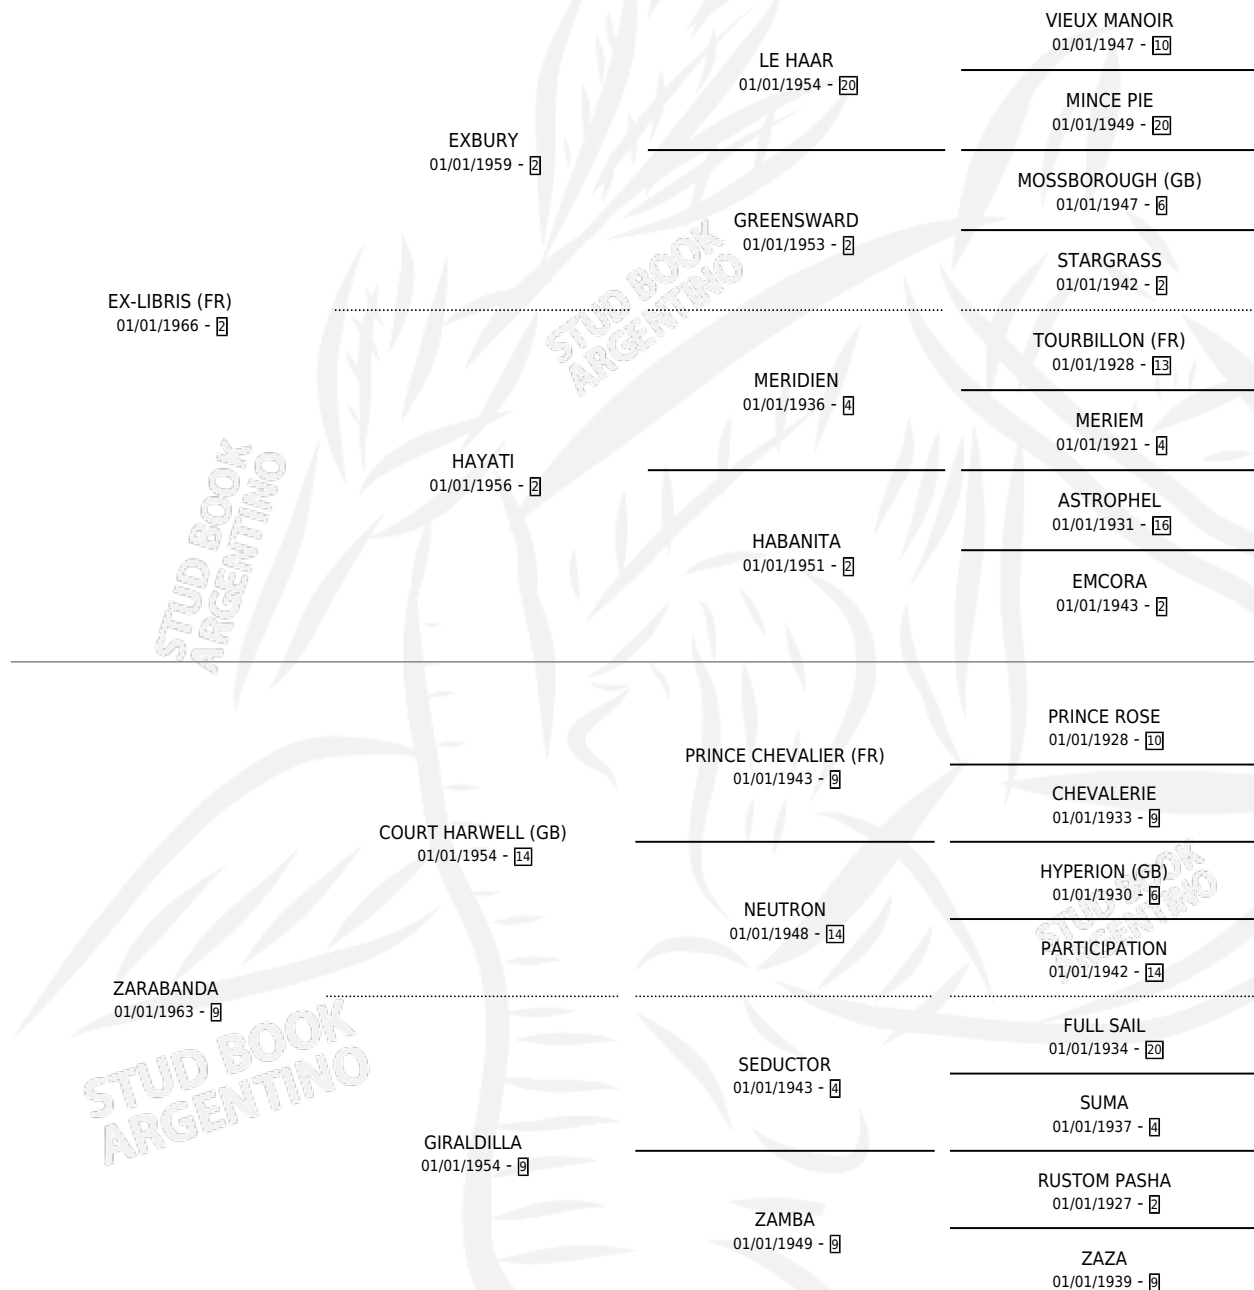 VIEUX MANOIR
01/01/1947 - 10
LE HAAR
01/01/1954 - 20
MINCE PIE
01/01/1949 - 20
EXBURY
01/01/1959 - 2
MOSSBOROUGH (GB)
01/01/1947 - 6
GREENSWARD
01/01/1953 - 2
STARGRASS
01/01/1942 - 2
EX-LIBRIS (FR)
01/01/1966 - 2
TOURBILLON (FR)
01/01/1928 - 13
MERIDIEN
01/01/1936 - 4
MERIEM
01/01/1921 - 4
HAYATI
01/01/1956 - 2
ASTROPHEL
01/01/1931 - 16
HABANITA
01/01/1951 - 2
EMCORA
01/01/1943 - 2
PRINCE ROSE
01/01/1928 - 10
PRINCE CHEVALIER (FR)
01/01/1943 - 9
CHEVALERIE
01/01/1933 - 9
COURT HARWELL (GB)
01/01/1954 - 14
HYPERION (GB)
01/01/1930 - 6
NEUTRON
01/01/1948 - 14
PARTICIPATION
01/01/1942 - 14
ZARABANDA
01/01/1963 - 9
FULL SAIL
01/01/1934 - 20
SEDUCTOR
01/01/1943 - 4
SUMA
01/01/1937 - 4
GIRALDILLA
01/01/1954 - 9
RUSTOM PASHA
01/01/1927 - 2
ZAMBA
01/01/1949 - 9
ZAZA
01/01/1939 - 9
STUD BOOK
ARGENTINO
STUD BOOK
ARGENTINO
STUD BOOK
ARGENTINO
STUD BOOK
ARGENTINO